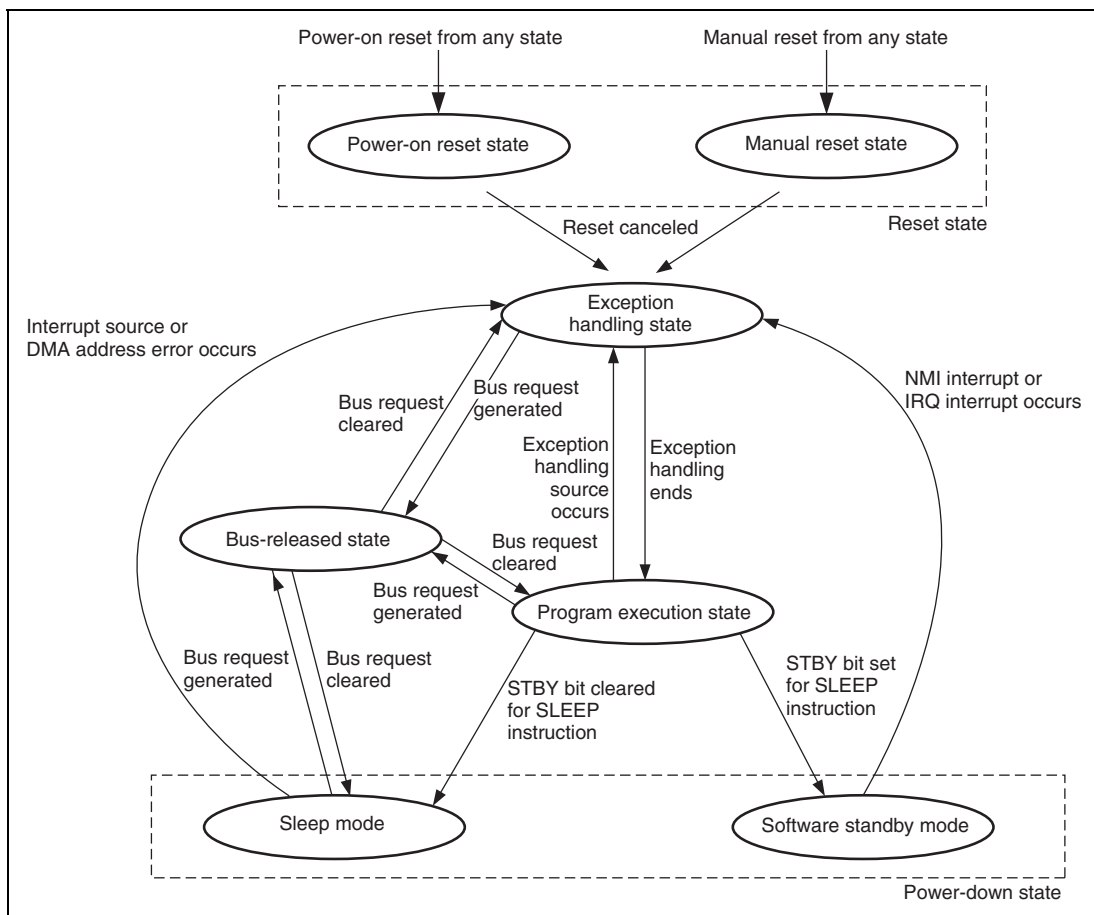 Power-on reset from any state
Manual reset from any state
Power-on reset state
Manual reset state
Reset state
Reset canceled
Exception
handling state
Interrupt source or
DMA address error occurs
NMI interrupt or
IRQ interrupt occurs
Bus request
cleared
Bus request
generated
Exception
handling
source
occurs
Exception
handling
ends
Bus-released state
Bus request
cleared
Bus request
generated
Program execution state
Bus request
generated
Bus request
cleared
STBY bit cleared
for SLEEP
instruction
STBY bit set
for SLEEP
instruction
Sleep mode
Software standby mode
Power-down state